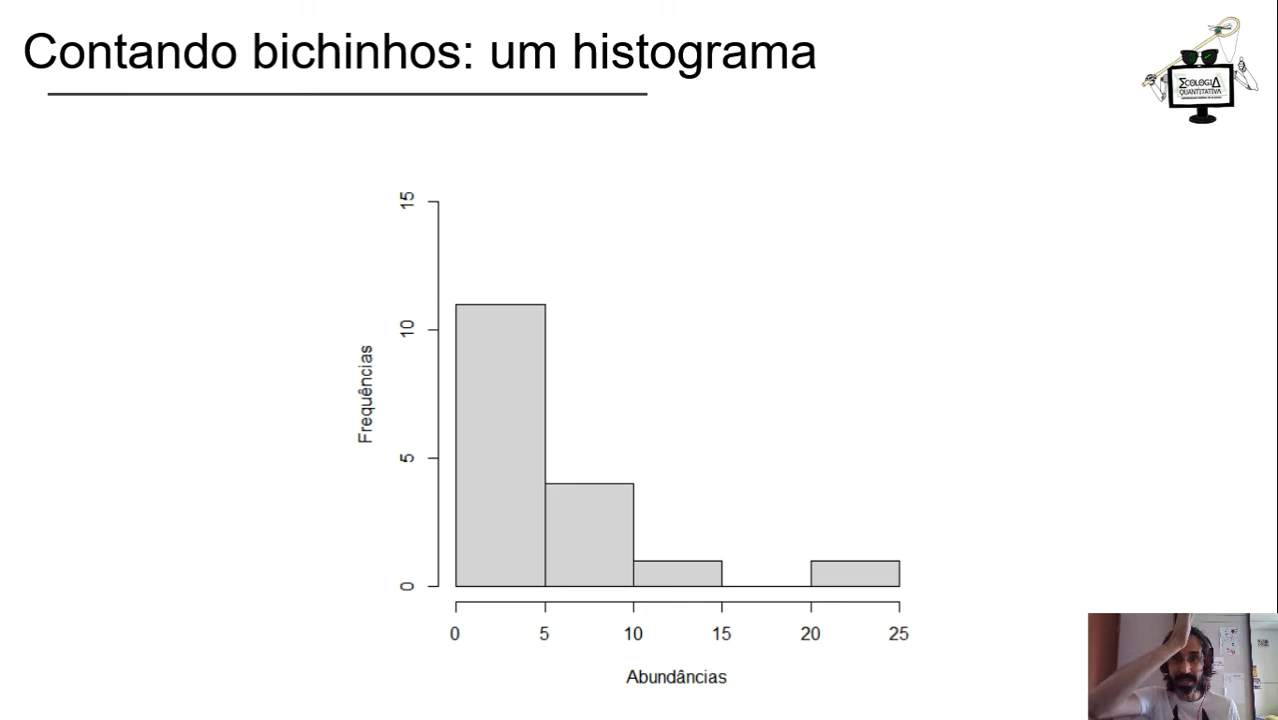 Contando bichinhos: um histograma
ΣCOLOGIΔ
QUANTITATIVA
15
10
5
0
Frequências
0 5 10 15 20 25
Abundâncias